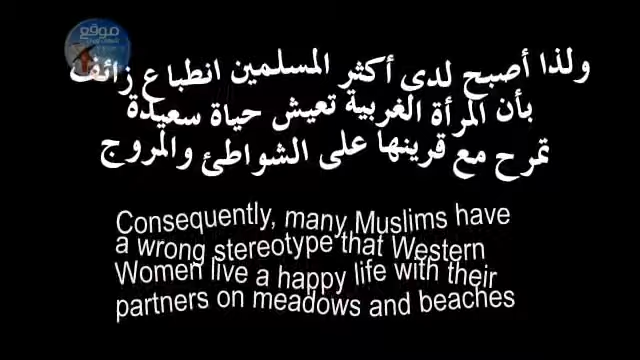 موقع
ولذا أصبح لدى أكثر المسلمين انطباع زائف
بأن المرأة الغربية تعيش حياة سعيدة
تمرح مع قرينها على الشواطئ والمروج
Consequently, many Muslims have
a wrong stereotype that Western
Women live a happy life with their
partners on meadows and beaches